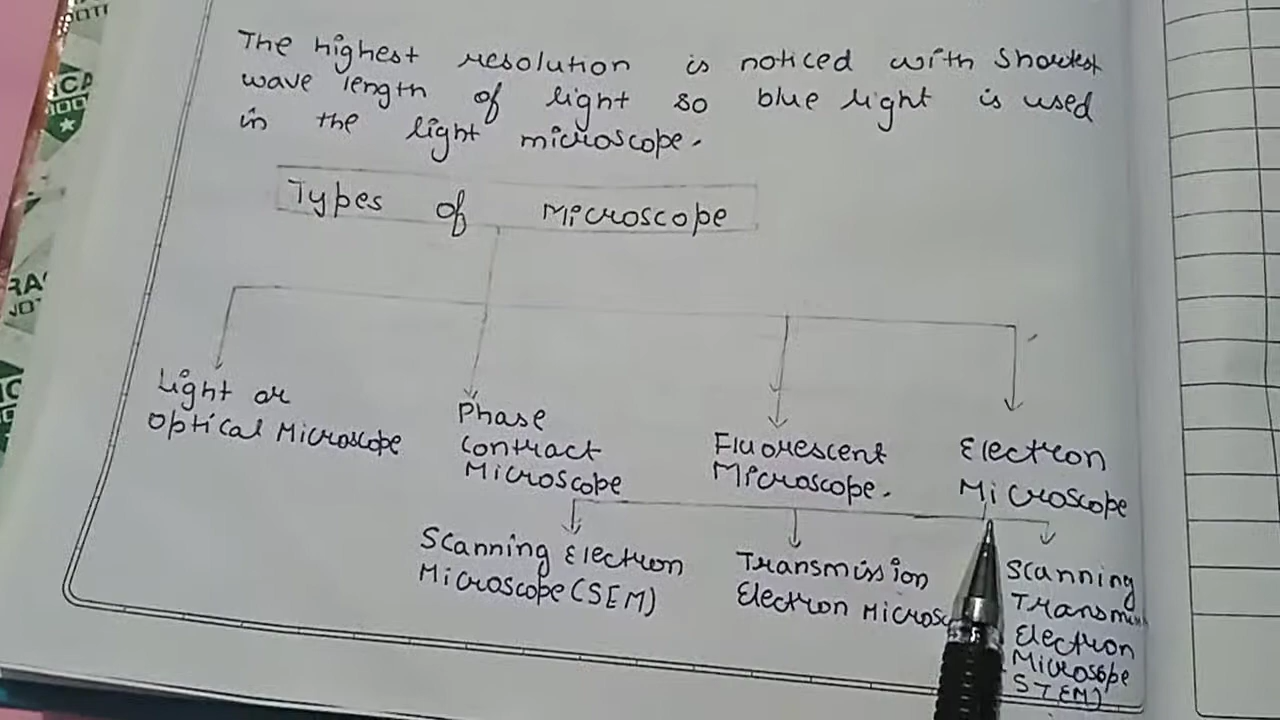 The highest resolution is noticed with Shortest
wave length of light so blue light is used
in the light microscope.
Types of Microscope
Light or
Optical Microscope
Phase
Contract
Microscope
Fluorescent
Microscope.
Electron
Microscope
Scanning Electron
Microscope (SEM)
Transmission
Electron
Scanning
Electron
Microsope
STEM)